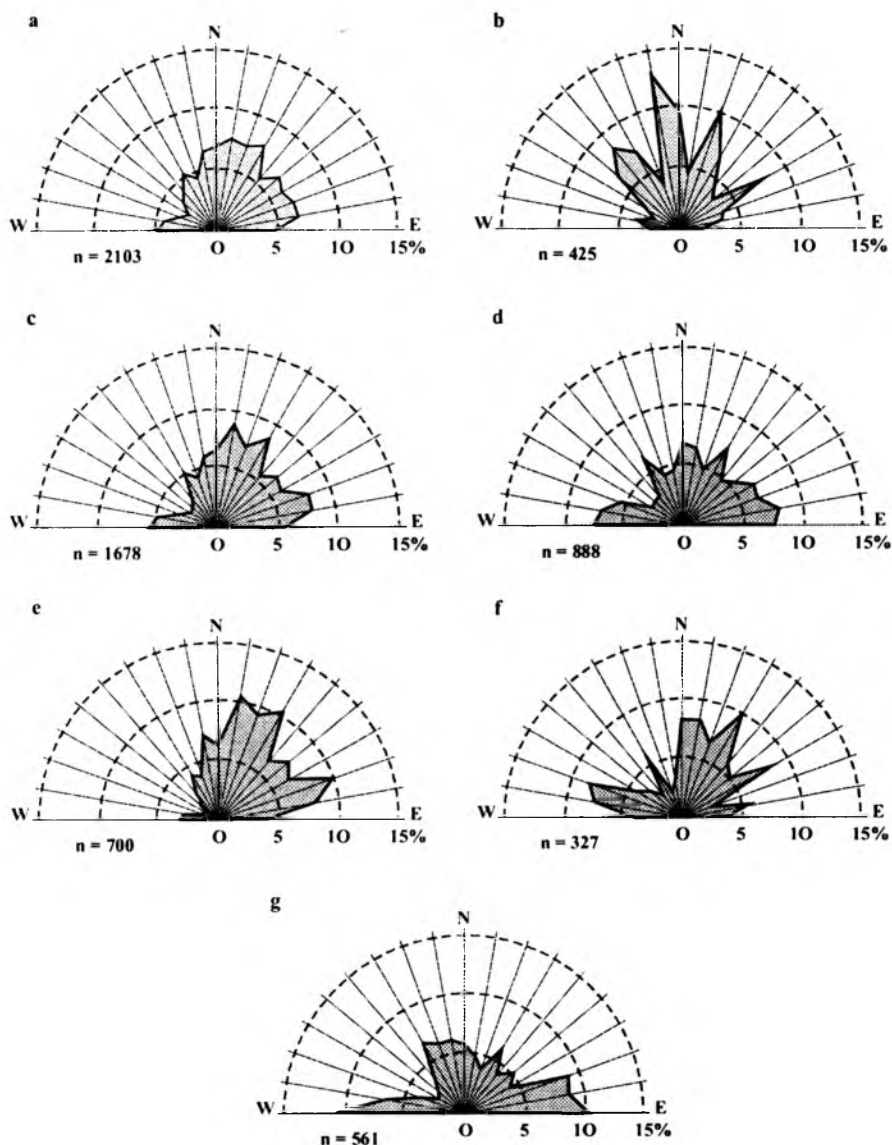 a
N
W E
O 5 1O 15%
n = 2103
b
N
W E
O 5 1O 15%
n = 425
c
N
W E
O 5 1O 15%
n = 1678
d
N
W E
O 5 1O 15%
n = 888
e
N
W E
O 5 1O 15%
n = 700
f
N
W E
O 5 1O 15%
n = 327
g
N
W E
O 5 1O 15%
n = 561